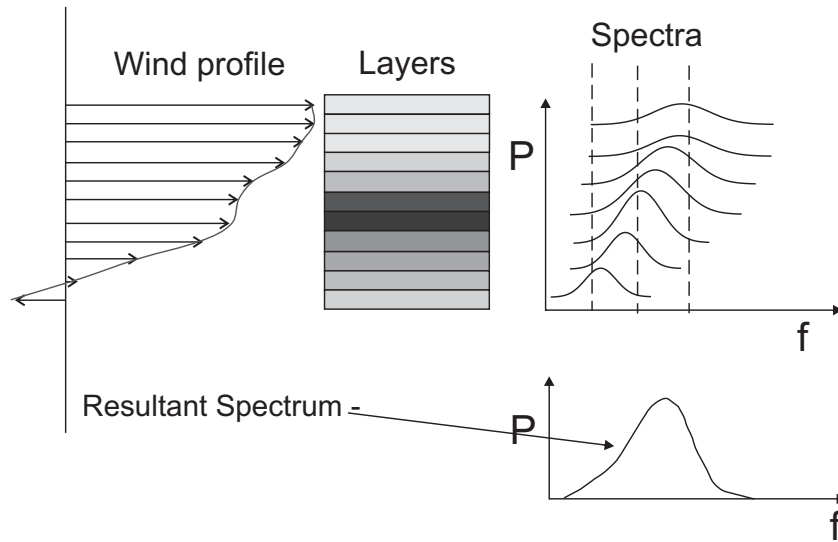 Spectra
Wind profile
Layers
P
f
Resultant Spectrum -
P
f